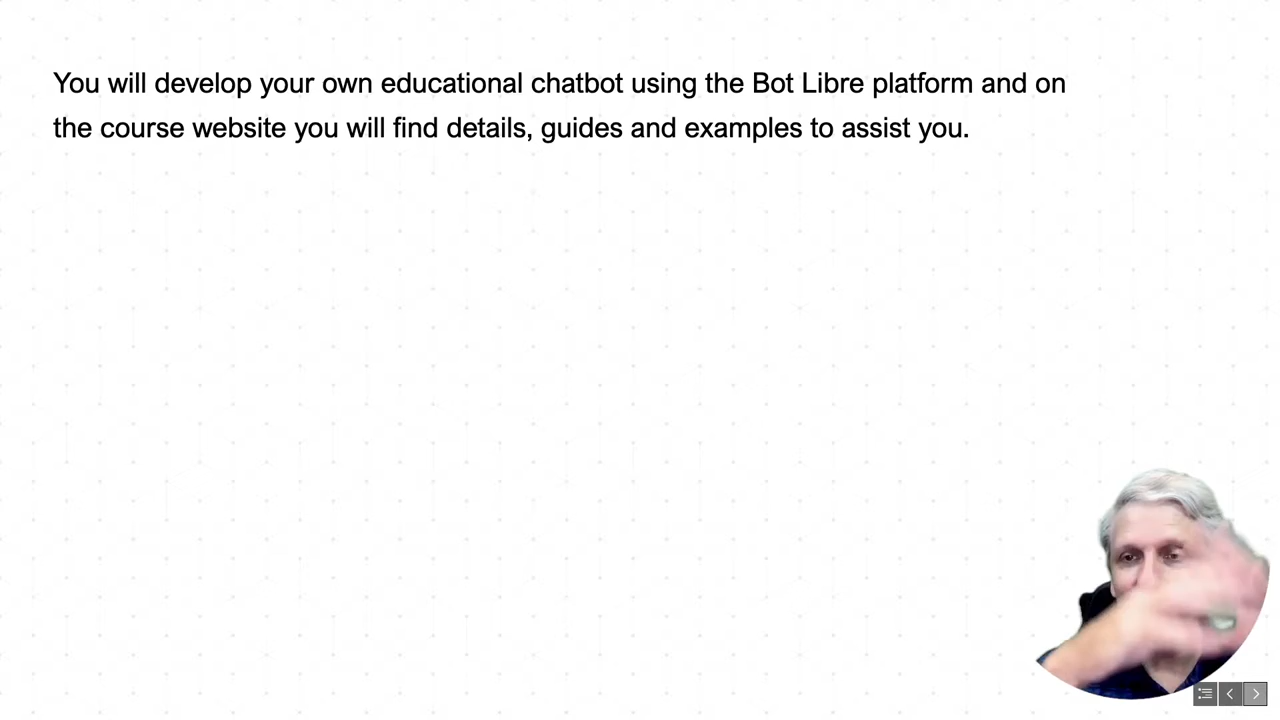 You will develop your own educational chatbot using the Bot Libre platform and on
the course website you will find details, guides and examples to assist you.